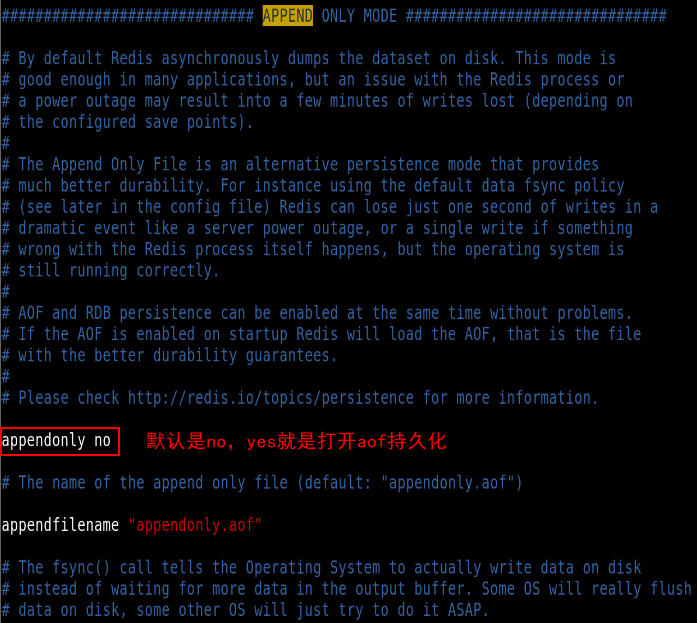 ############################## APPEND ONLY MODE ###############################
# By default Redis asynchronously dumps the dataset on disk. This mode is
# good enough in many applications, but an issue with the Redis process or
# a power outage may result into a few minutes of writes lost (depending on
# the configured save points).
#
# The Append Only File is an alternative persistence mode that provides
# much better durability. For instance using the default data fsync policy
# (see later in the config file) Redis can lose just one second of writes in a
# dramatic event like a server power outage, or a single write if something
# wrong with the Redis process itself happens, but the operating system is
# still running correctly.
#
# AOF and RDB persistence can be enabled at the same time without problems.
# If the AOF is enabled on startup Redis will load the AOF, that is the file
# with the better durability guarantees.
#
# Please check http://redis.io/topics/persistence for more information.
appendonly no 默认是no，yes就是打开aof持久化
# The name of the append only file (default: "appendonly.aof")
appendfilename "appendonly.aof"
# The fsync() call tells the Operating System to actually write data on disk
# instead of waiting for more data in the output buffer. Some OS will really flush
# data on disk, some other OS will just try to do it ASAP.